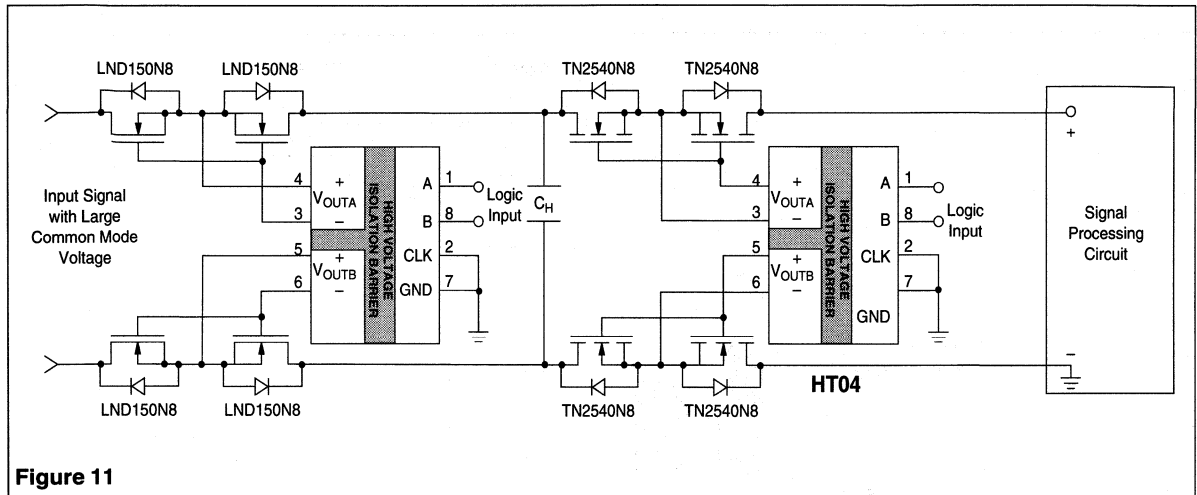 LND150N8
LND150N8
TN2540N8
TN2540N8
Input Signal
with Large
Common Mode
Voltage
4
+
VOUTA
3
−
5
+
VOUTB
6
−
HIGH VOLTAGE
ISOLATION BARRIER
A
1
B
8
CLK
2
GND
7
Logic
Input
CH
4
+
VOUTA
3
−
5
+
VOUTB
6
−
HIGH VOLTAGE
ISOLATION BARRIER
A
1
B
8
CLK
2
7
GND
Logic
Input
+
Signal
Processing
Circuit
−
HT04
LND150N8
LND150N8
TN2540N8
TN2540N8
Figure 11